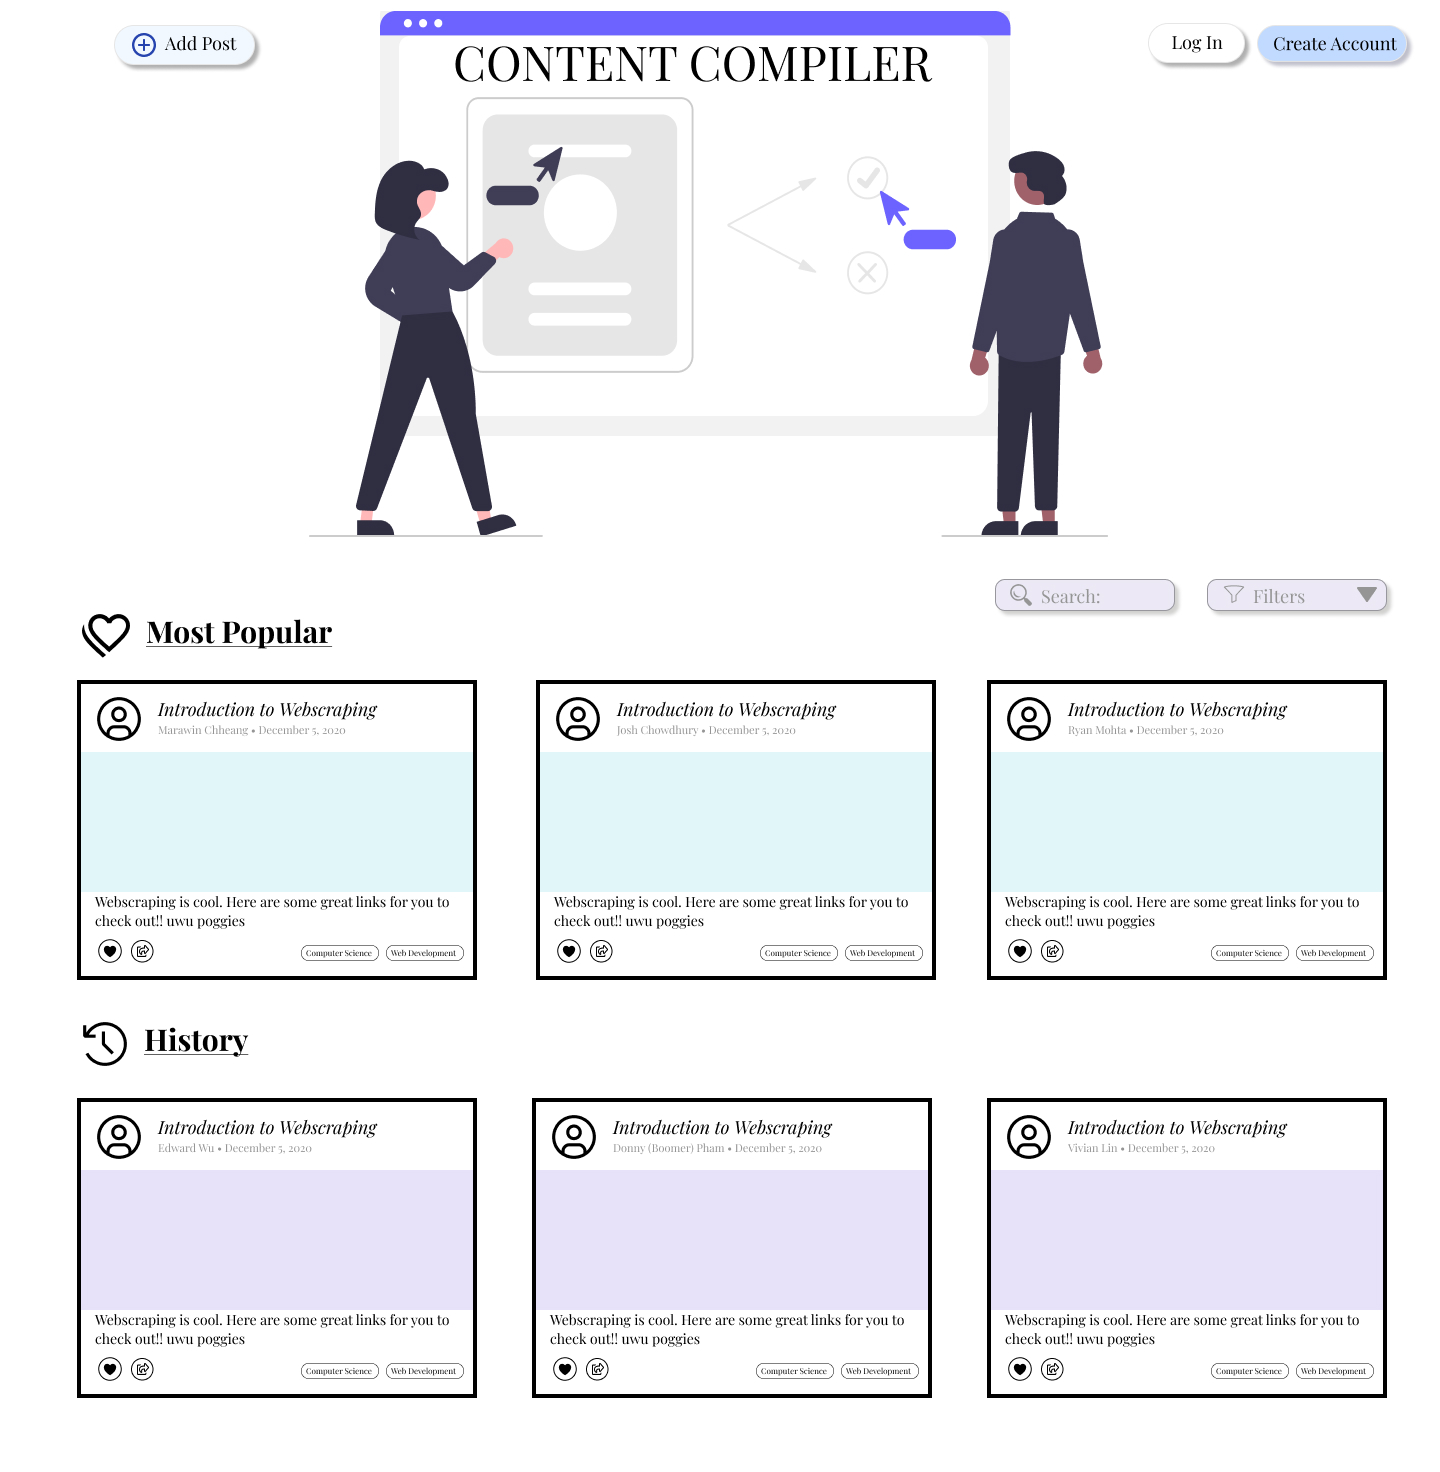 Add Post
CONTENT COMPILER
Log In
Create Account
Search:
Filters
Most Popular
Introduction to Webscraping
Marawin Chheang • December 5, 2020
Webscraping is cool. Here are some great links for you to
check out!! uwu poggies
Computer Science
Web Development
Introduction to Webscraping
Josh Chowdhury • December 5, 2020
Webscraping is cool. Here are some great links for you to
check out!! uwu poggies
Computer Science
Web Development
Introduction to Webscraping
Ryan Mohta • December 5, 2020
Webscraping is cool. Here are some great links for you to
check out!! uwu poggies
Computer Science
Web Development
History
Introduction to Webscraping
Edward Wu • December 5, 2020
Webscraping is cool. Here are some great links for you to
check out!! uwu poggies
Computer Science
Web Development
Introduction to Webscraping
Donny (Boomer) Pham • December 5, 2020
Webscraping is cool. Here are some great links for you to
check out!! uwu poggies
Computer Science
Web Development
Introduction to Webscraping
Vivian Lin • December 5, 2020
Webscraping is cool. Here are some great links for you to
check out!! uwu poggies
Computer Science
Web Development